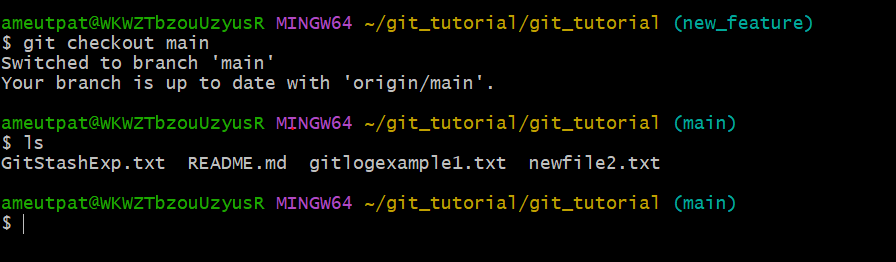 ameutpat@WKWZTbzouUzyusR MINGW64 ~/git_tutorial/git_tutorial (new_feature)
$ git checkout main
Switched to branch 'main'
Your branch is up to date with 'origin/main'.
ameutpat@WKWZTbzouUzyusR MINGW64 ~/git_tutorial/git_tutorial (main)
$ ls
GitStashExp.txt  README.md  gitlogexample1.txt  newfile2.txt
ameutpat@WKWZTbzouUzyusR MINGW64 ~/git_tutorial/git_tutorial (main)
$